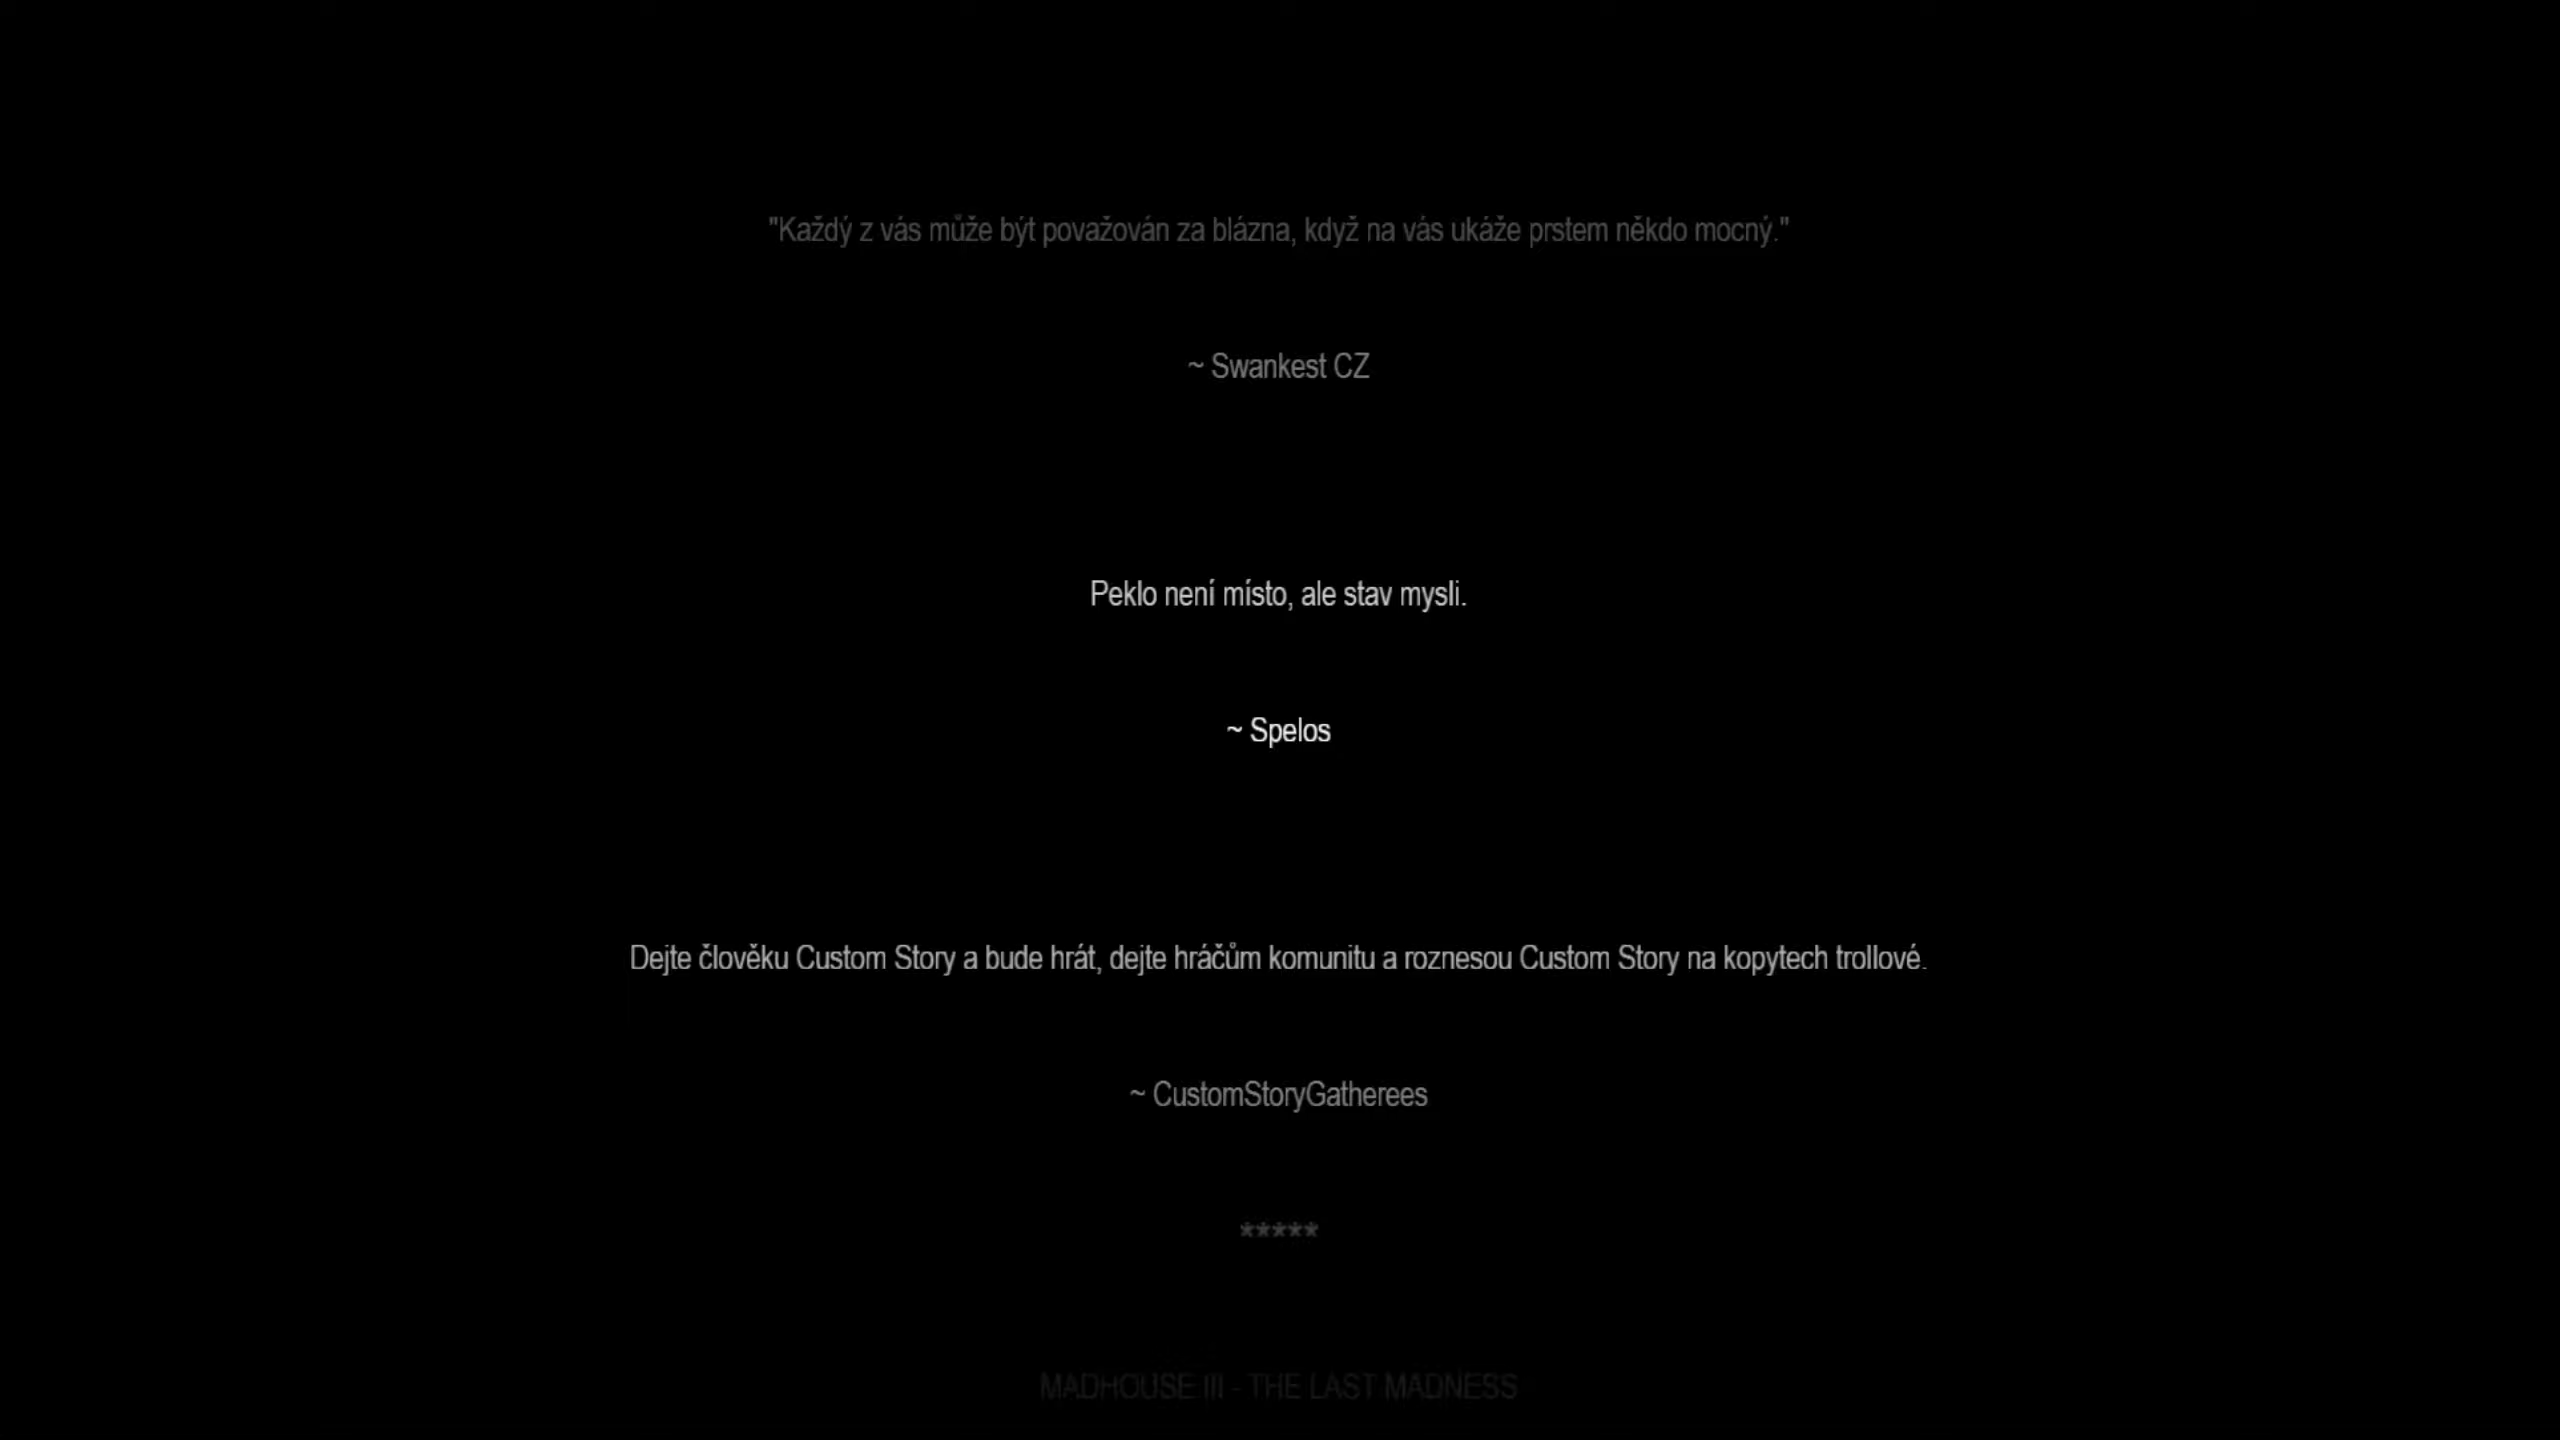 "Každý z vás může být považován za blázna, když na vás ukáže prstem někdo mocný."
~ Swankest CZ
Peklo není místo, ale stav mysli.
~ Spelos
Dejte člověku Custom Story a bude hrát, dejte hráčům komunitu a roznesou Custom Story na kopytech trollové.
~ CustomStoryGatherees
*****
MADHOUSE III - THE LAST MADNESS